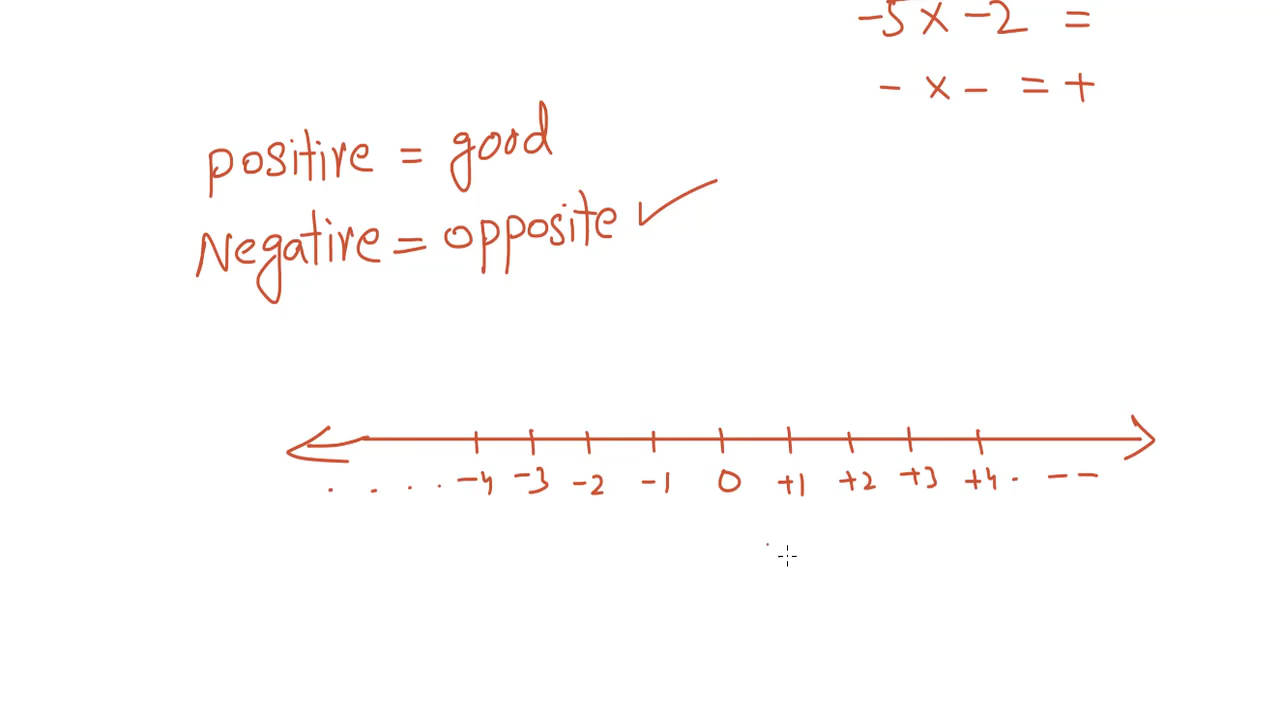 -5 x -2 =
- x - = +
positive = good
Negative = opposite ✓
. . . . -4 -3 -2 -1 0 +1 +2 +3 +4 . - -